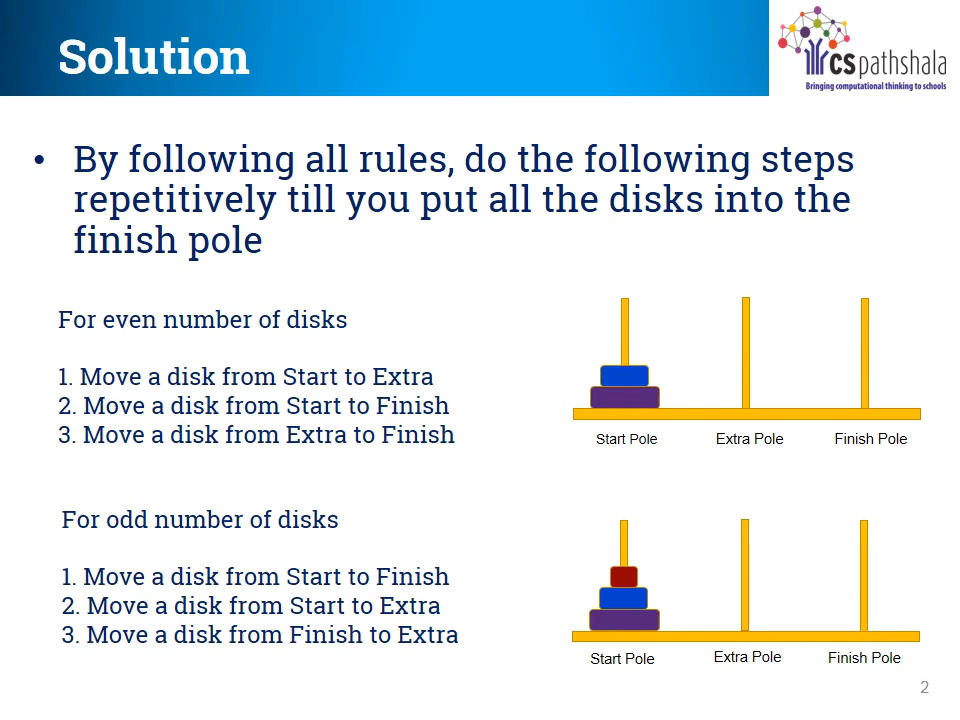 Solution
CSpathshala
Bringing computational thinking to schools
• By following all rules, do the following steps
repetitively till you put all the disks into the
finish pole
For even number of disks
1. Move a disk from Start to Extra
2. Move a disk from Start to Finish
3. Move a disk from Extra to Finish
Start Pole Extra Pole Finish Pole
For odd number of disks
1. Move a disk from Start to Finish
2. Move a disk from Start to Extra
3. Move a disk from Finish to Extra
Start Pole Extra Pole Finish Pole
2